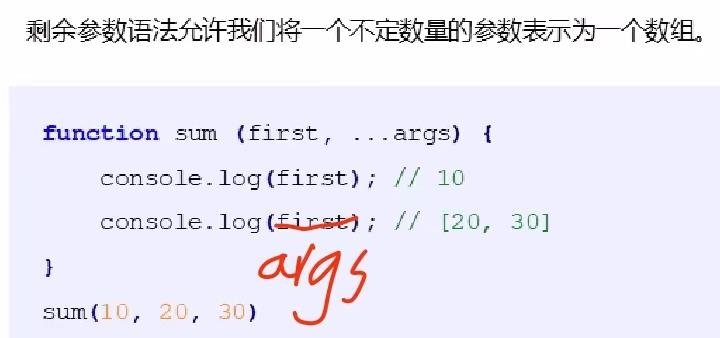 剩余参数语法允许我们将一个不定数量的参数表示为一个数组。
function sum (first, ...args) {
console.log(first); // 10
console.log(first); // [20, 30]
args
}
sum(10, 20, 30)